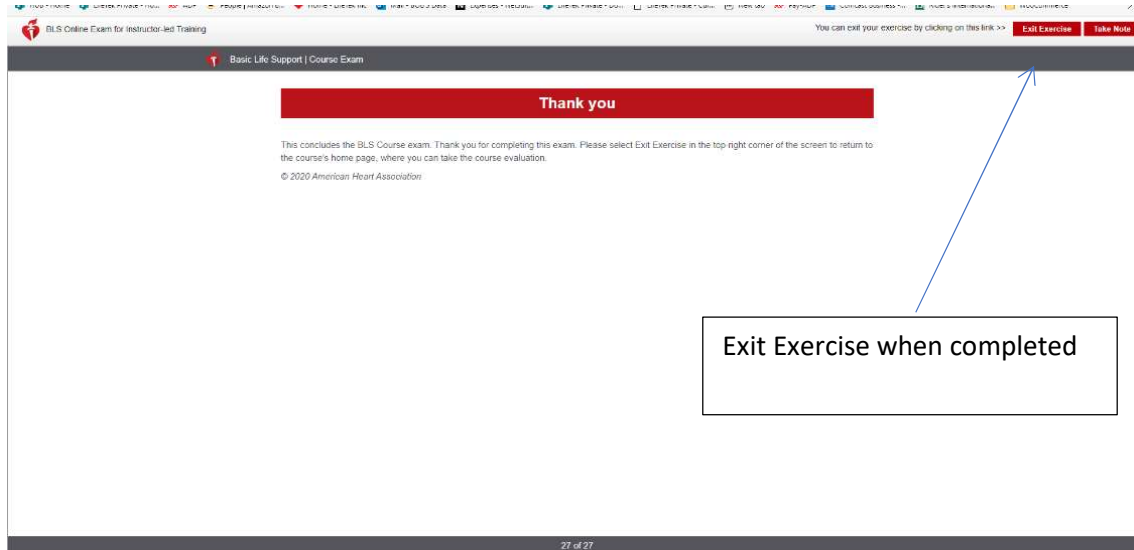 BLS Online Exam for Instructor-led Training
You can exit your exercise by clicking on this link >> Exit Exercise Take Note
Basic Life Support | Course Exam
Thank you
This concludes the BLS Course exam. Thank you for completing this exam. Please select Exit Exercise in the top right corner of the screen to return to
the course's home page, where you can take the course evaluation.
© 2020 American Heart Association
Exit Exercise when completed
27 of 27